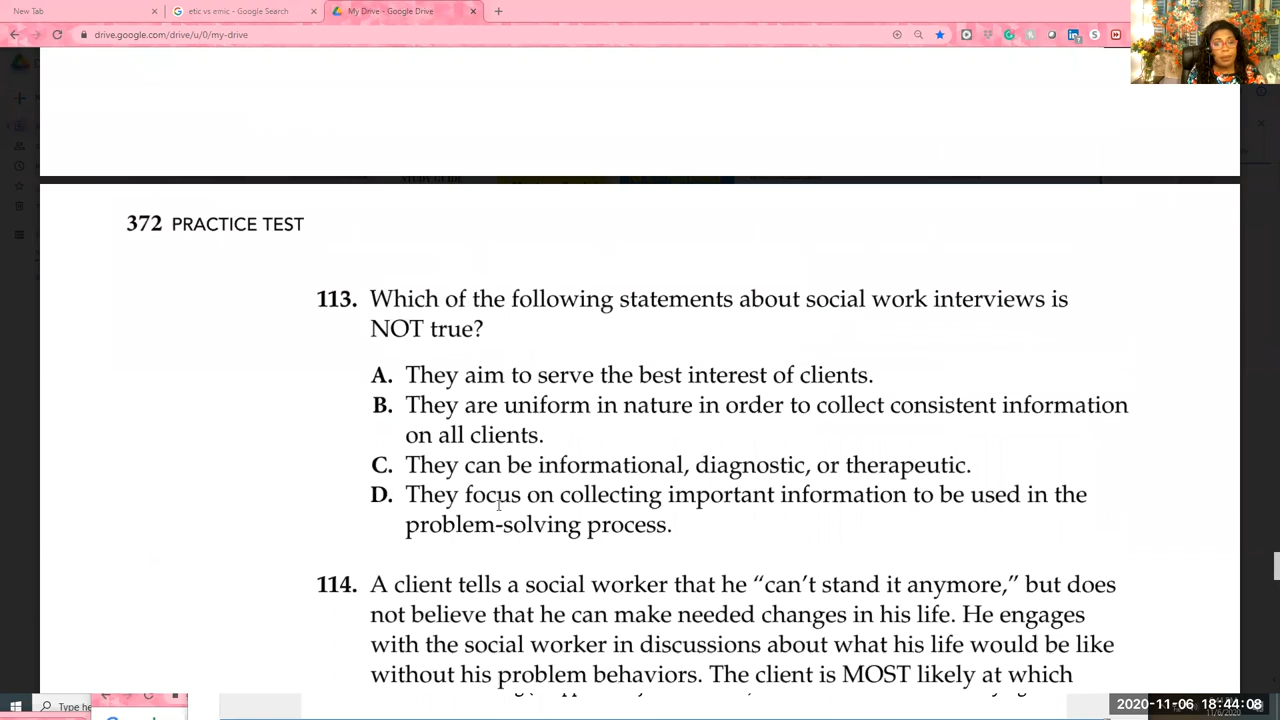 New Tab
etic vs emic - Google Search
My Drive - Google Drive
drive.google.com/drive/u/0/my-drive
372 PRACTICE TEST
113. Which of the following statements about social work interviews is
NOT true?
A. They aim to serve the best interest of clients.
B. They are uniform in nature in order to collect consistent information
on all clients.
C. They can be informational, diagnostic, or therapeutic.
D. They focus on collecting important information to be used in the
problem-solving process.
114. A client tells a social worker that he “can’t stand it anymore,” but does
not believe that he can make needed changes in his life. He engages
with the social worker in discussions about what his life would be like
without his problem behaviors. The client is MOST likely at which
Type he
2020-11-06 18:44:08